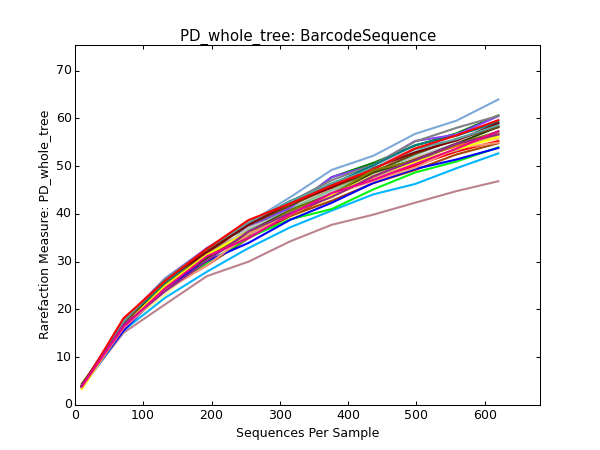 PD_whole_tree: BarcodeSequence
Rarefaction Measure: PD_whole_tree
70
60
50
40
30
20
10
0
0 100 200 300 400 500 600
Sequences Per Sample